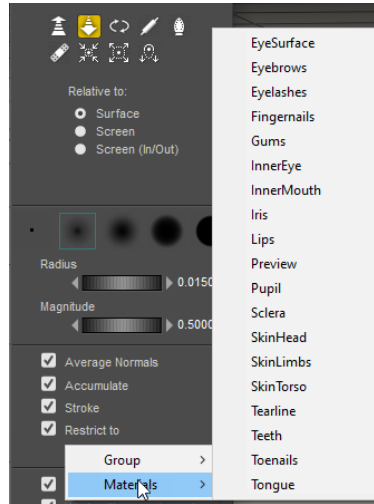 Relative to:
Surface
Screen
Screen (In/Out)
Radius
0.0150
Magnitude
0.5000
Average Normals
Accumulate
Stroke
Restrict to
Group
Materials
EyeSurface
Eyebrows
Eyelashes
Fingernails
Gums
InnerEye
InnerMouth
Iris
Lips
Preview
Pupil
Sclera
SkinHead
SkinLimbs
SkinTorso
Tearline
Teeth
Toenails
Tongue